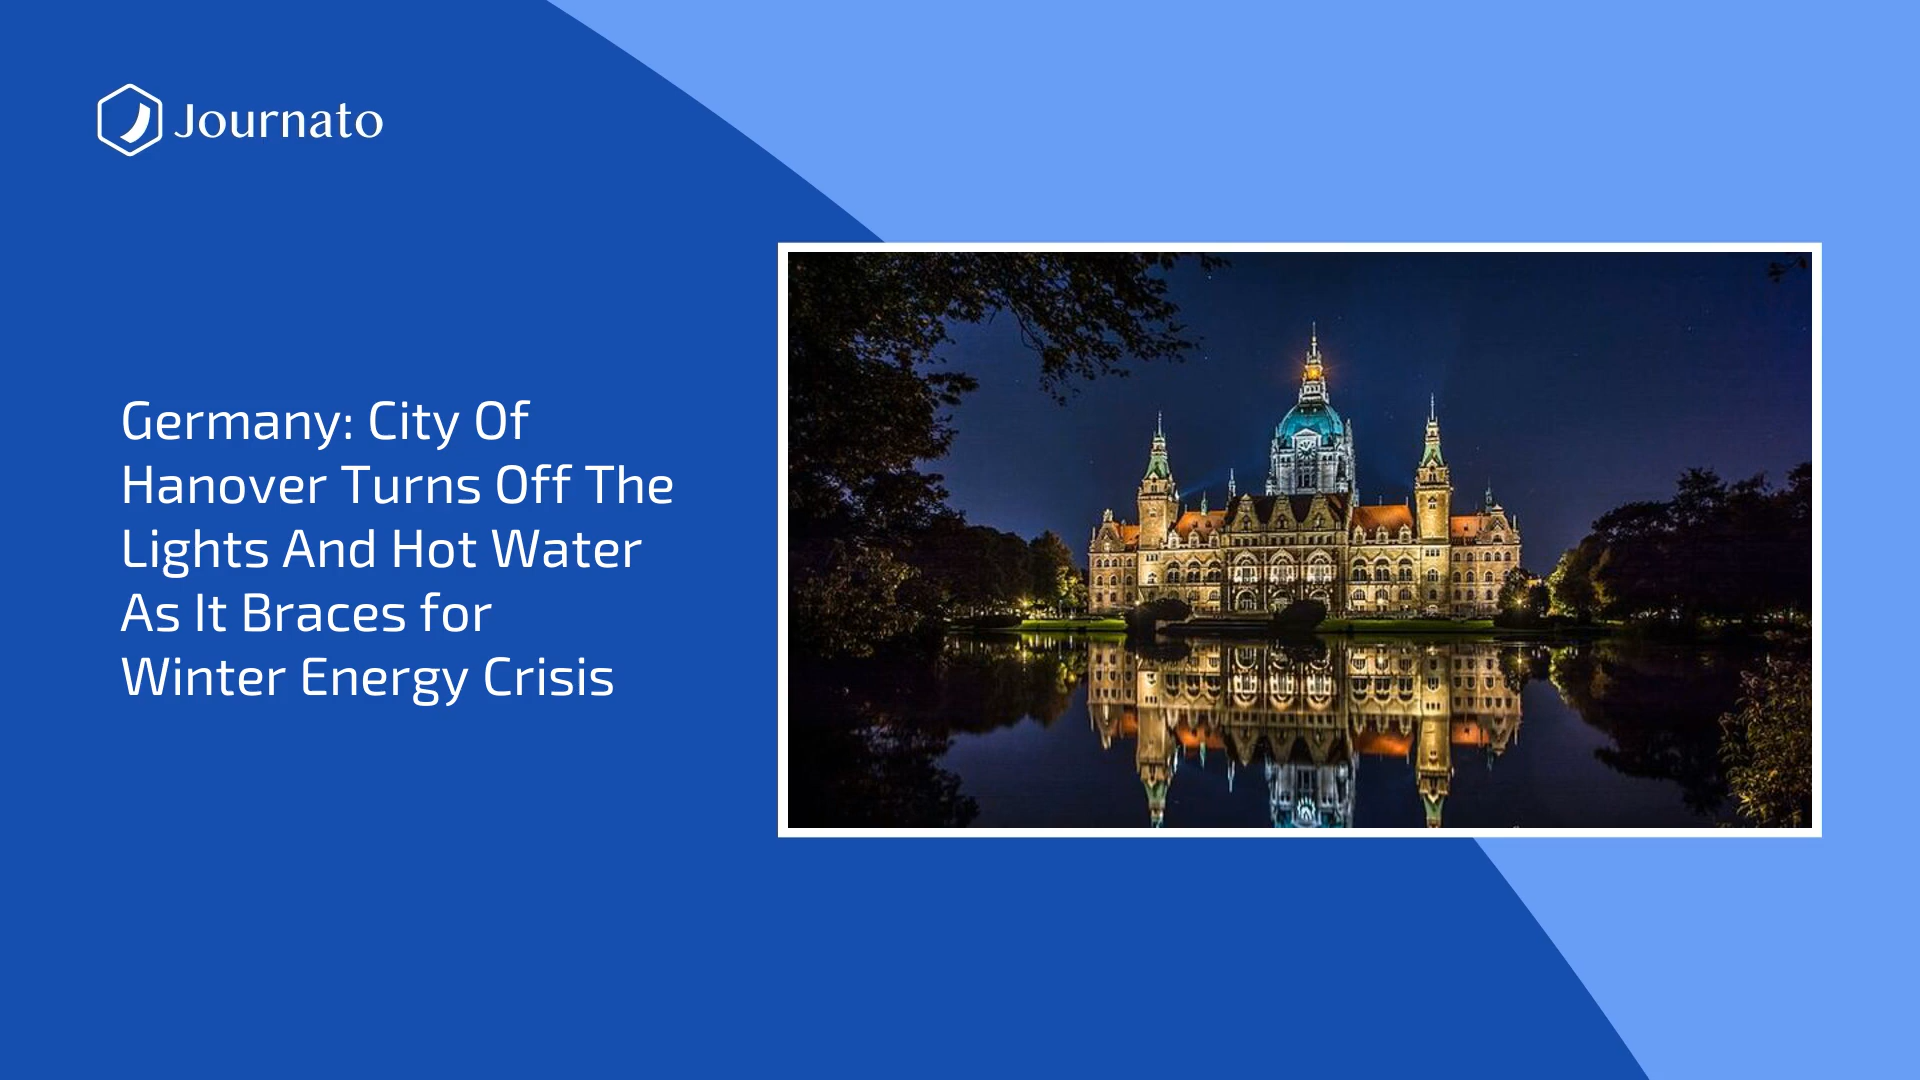 Journato
Germany: City Of
Hanover Turns Off The
Lights And Hot Water
As It Braces for
Winter Energy Crisis